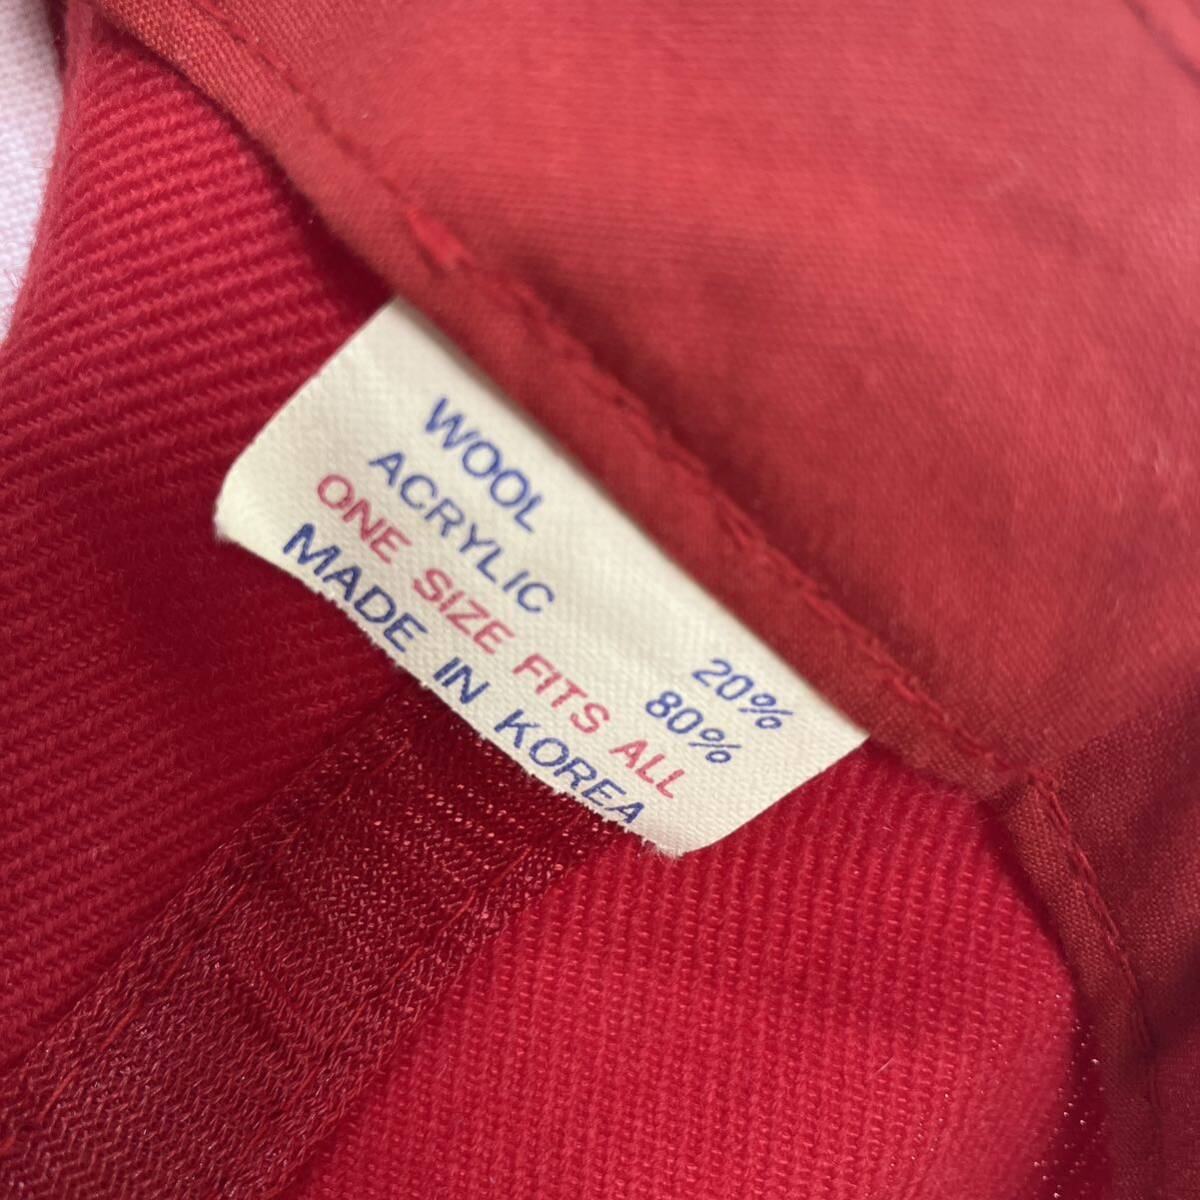 WOOL 20%
ACRYLIC 80%
ONE SIZE FITS ALL
MADE IN KOREA